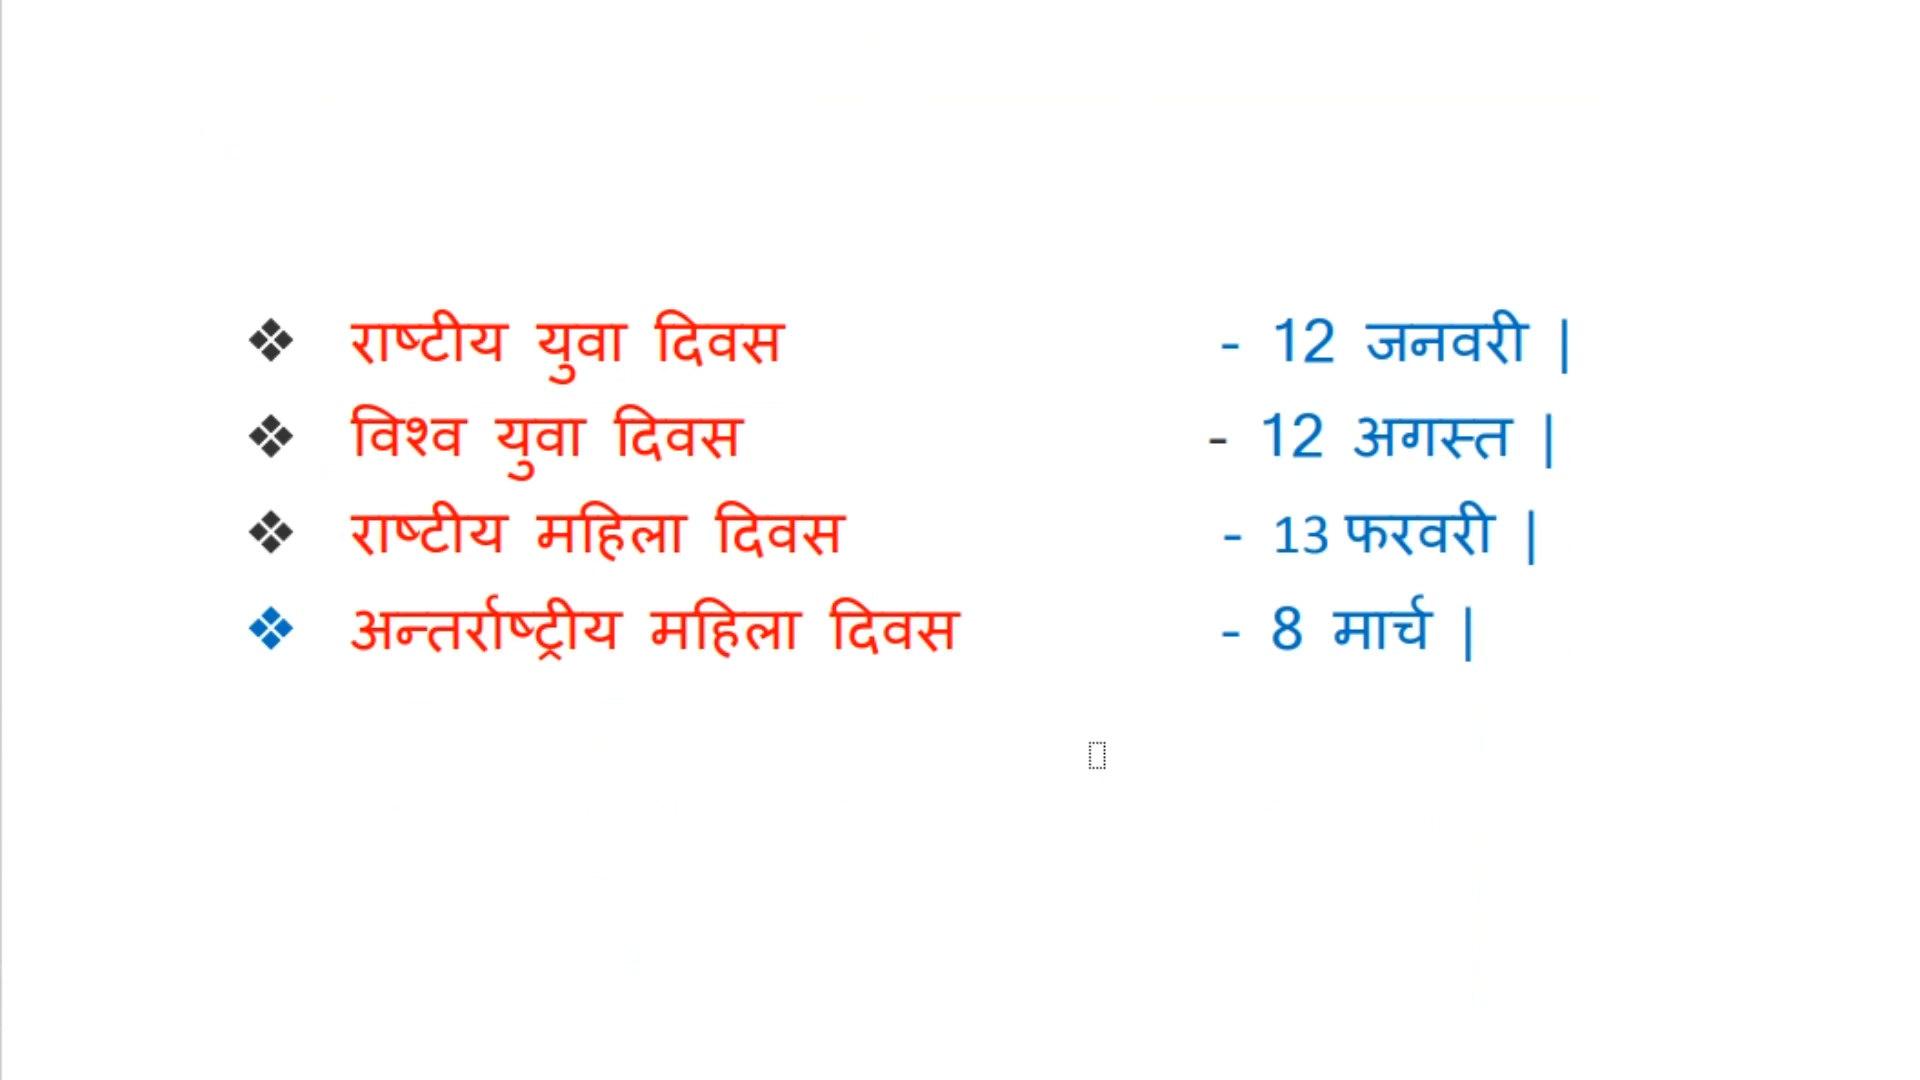 ❖ राष्टीय युवा दिवस - 12 जनवरी |
❖ विश्व युवा दिवस - 12 अगस्त |
❖ राष्टीय महिला दिवस - 13 फरवरी |
❖ अन्तर्राष्ट्रीय महिला दिवस - 8 मार्च |